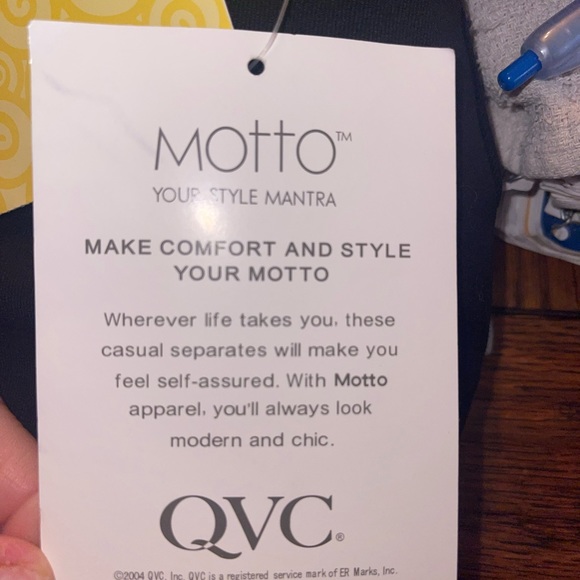 MOTTO™
YOUR STYLE MANTRA
MAKE COMFORT AND STYLE
YOUR MOTTO
Wherever life takes you, these
casual separates will make you
feel self-assured. With Motto
apparel, you'll always look
modern and chic.
QVC®
©2004 QVC, Inc. QVC is a registered service mark of ER Marks, Inc.